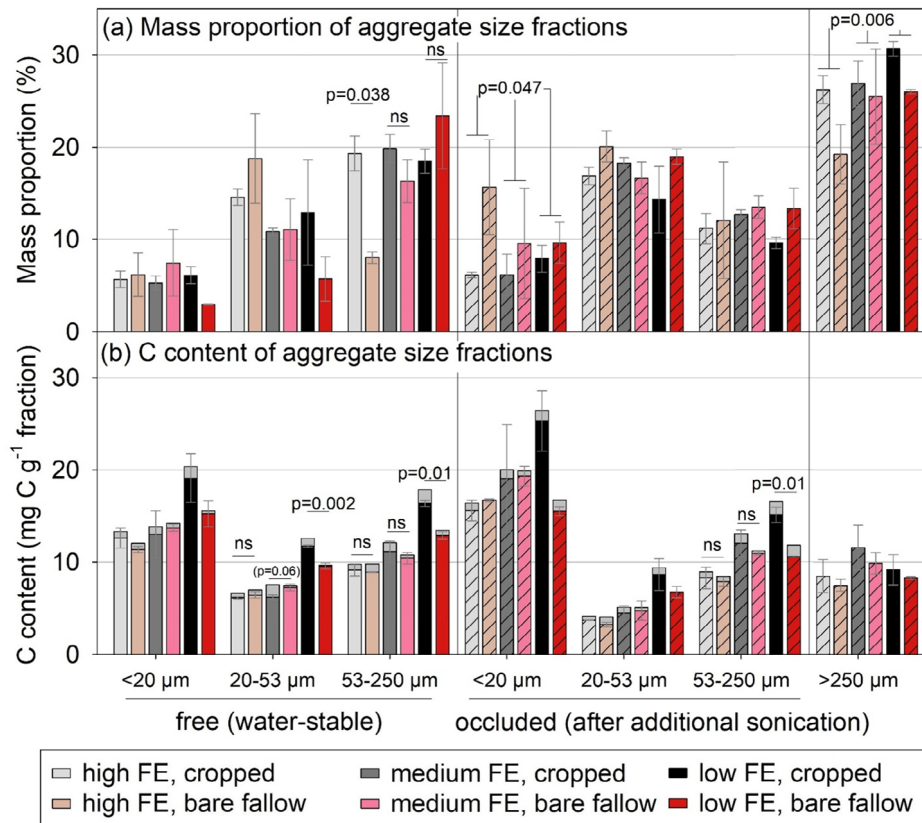 (a) Mass proportion of aggregate size fractions
p=0.006
ns
30
p=0.038
p=0.047
ns
20
10
0
Mass proportion (%)
(b) C content of aggregate size fractions
30
p=0.01
p=0.002
p=0.01
20
ns
ns
ns
(p=0.06)
ns
ns
10
0
C content (mg C g⁻¹ fraction)
<20 µm 20-53 µm 53-250 µm <20 µm 20-53 µm 53-250 µm >250 µm
free (water-stable) occluded (after additional sonication)
high FE, cropped medium FE, cropped low FE, cropped
high FE, bare fallow medium FE, bare fallow low FE, bare fallow